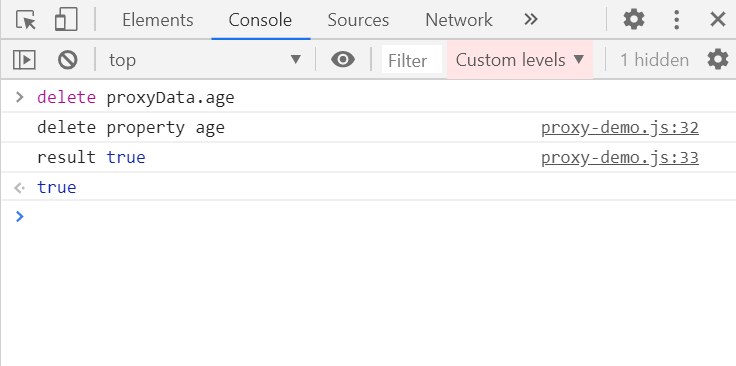 Elements Console Sources Network
top Filter Custom levels 1 hidden
delete proxyData.age
delete property age proxy-demo.js:32
result true proxy-demo.js:33
true